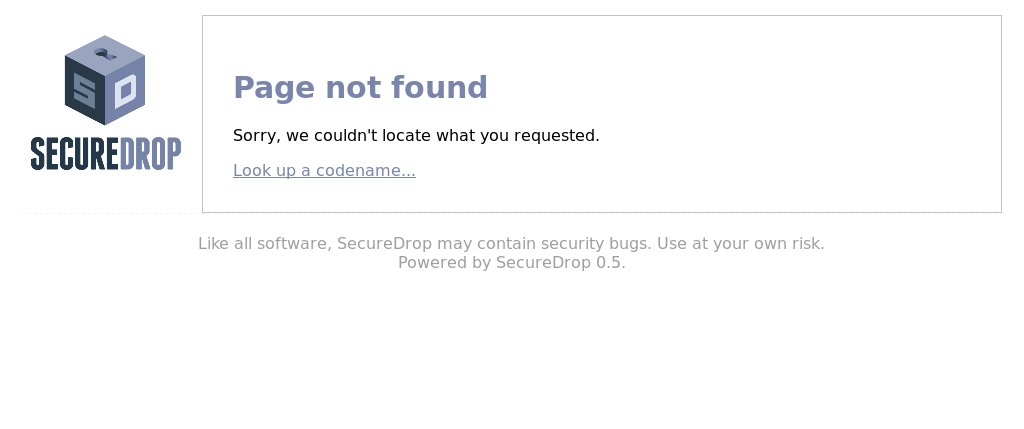 SD
SECUREDROP
Page not found
Sorry, we couldn't locate what you requested.
Look up a codename...
Like all software, SecureDrop may contain security bugs. Use at your own risk.
Powered by SecureDrop 0.5.